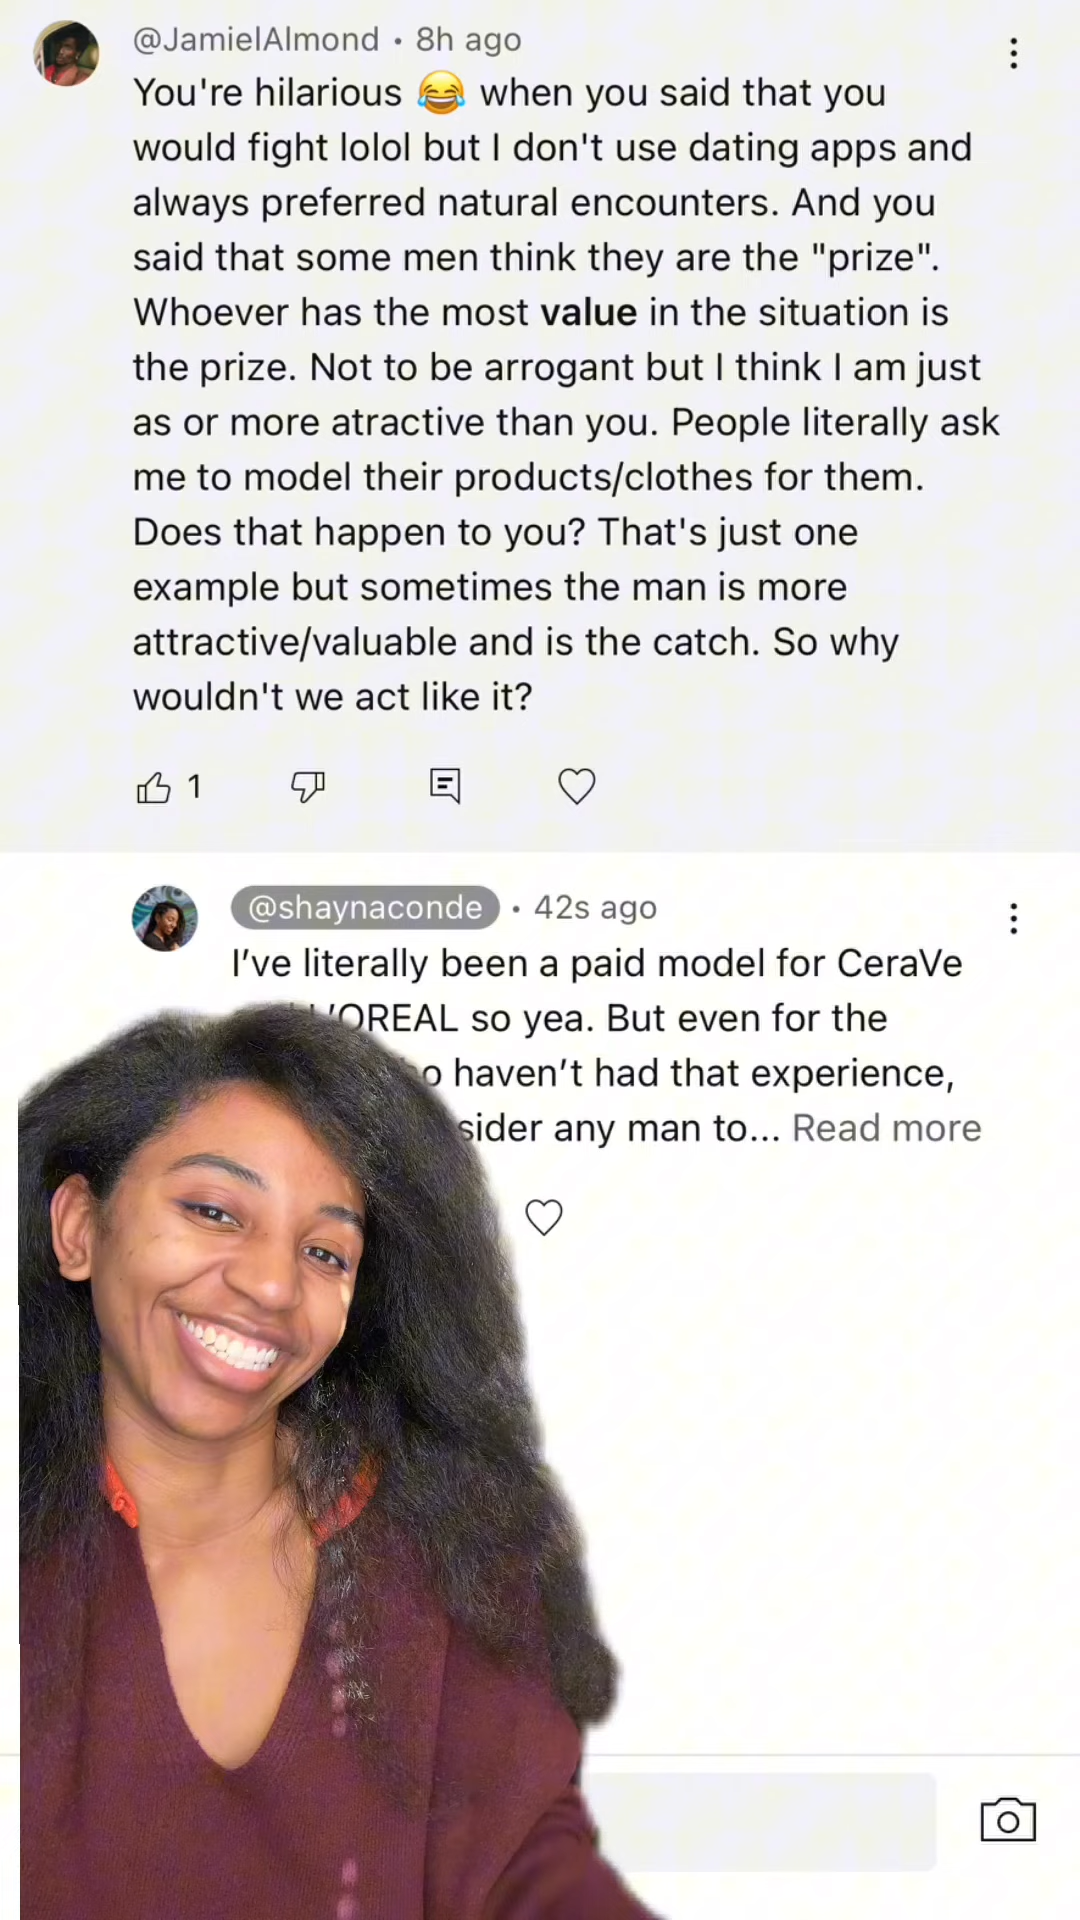 @JamielAlmond • 8h ago
You're hilarious 😂 when you said that you
would fight lolol but I don't use dating apps and
always preferred natural encounters. And you
said that some men think they are the "prize".
Whoever has the most value in the situation is
the prize. Not to be arrogant but I think I am just
as or more atractive than you. People literally ask
me to model their products/clothes for them.
Does that happen to you? That's just one
example but sometimes the man is more
attractive/valuable and is the catch. So why
wouldn't we act like it?
1
@shaynaconde • 42s ago
I've literally been a paid model for CeraVe
L'OREAL so yea. But even for the
haven't had that experience,
any man to... Read more